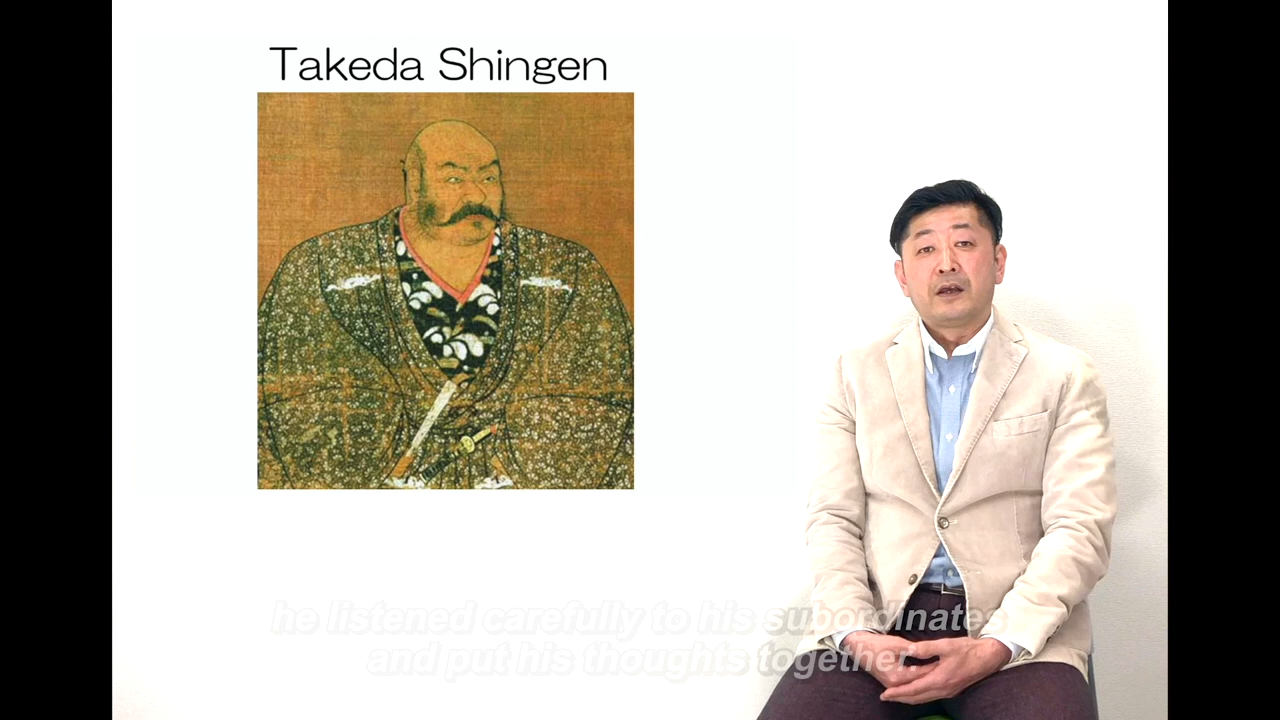 Takeda Shingen
he listened carefully to his subordinates
and put his thoughts together.